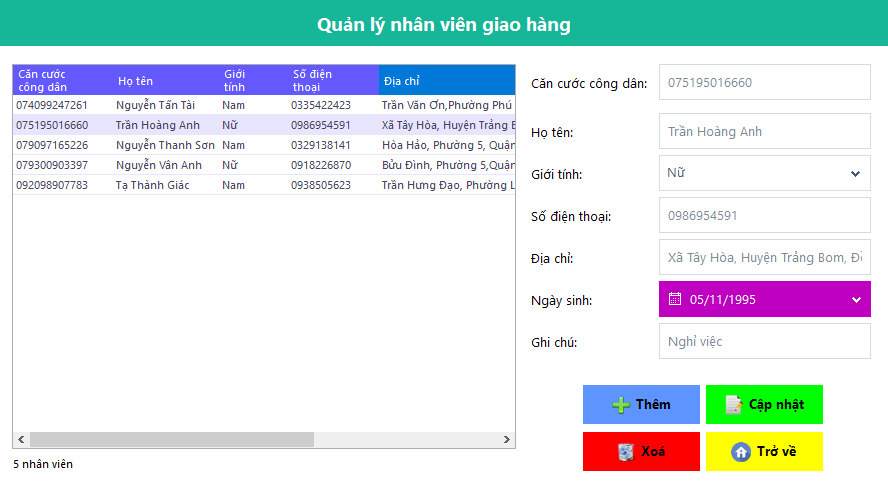 Quản lý nhân viên giao hàng
Căn cước công dân Họ tên Giới tính Số điện thoại Địa chỉ
074099247261 Nguyễn Tấn Tài Nam 0335422423 Trần Văn Ơn,Phường Phú
075195016660 Trần Hoàng Anh Nữ 0986954591 Xã Tây Hòa, Huyện Trảng
079097165226 Nguyễn Thanh Sơn Nam 0329138141 Hòa Hảo, Phường 5, Quận
079300903397 Nguyễn Vân Anh Nữ 0918226870 Bửu Đình, Phường 5,Quận
092098907783 Tạ Thành Giác Nam 0938505623 Trần Hưng Đạo, Phường
5 nhân viên
Căn cước công dân: 075195016660
Họ tên: Trần Hoàng Anh
Giới tính: Nữ
Số điện thoại: 0986954591
Địa chỉ: Xã Tây Hòa, Huyện Trảng Bom,
Ngày sinh: 05/11/1995
Ghi chú: Nghỉ việc
Thêm Cập nhật
Xoá Trở về